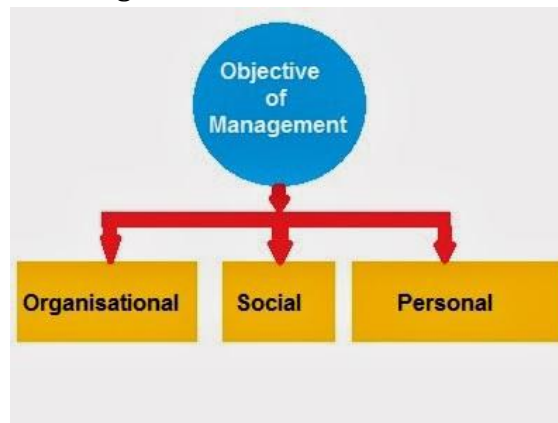 Objective
of
Management
Organisational
Social
Personal